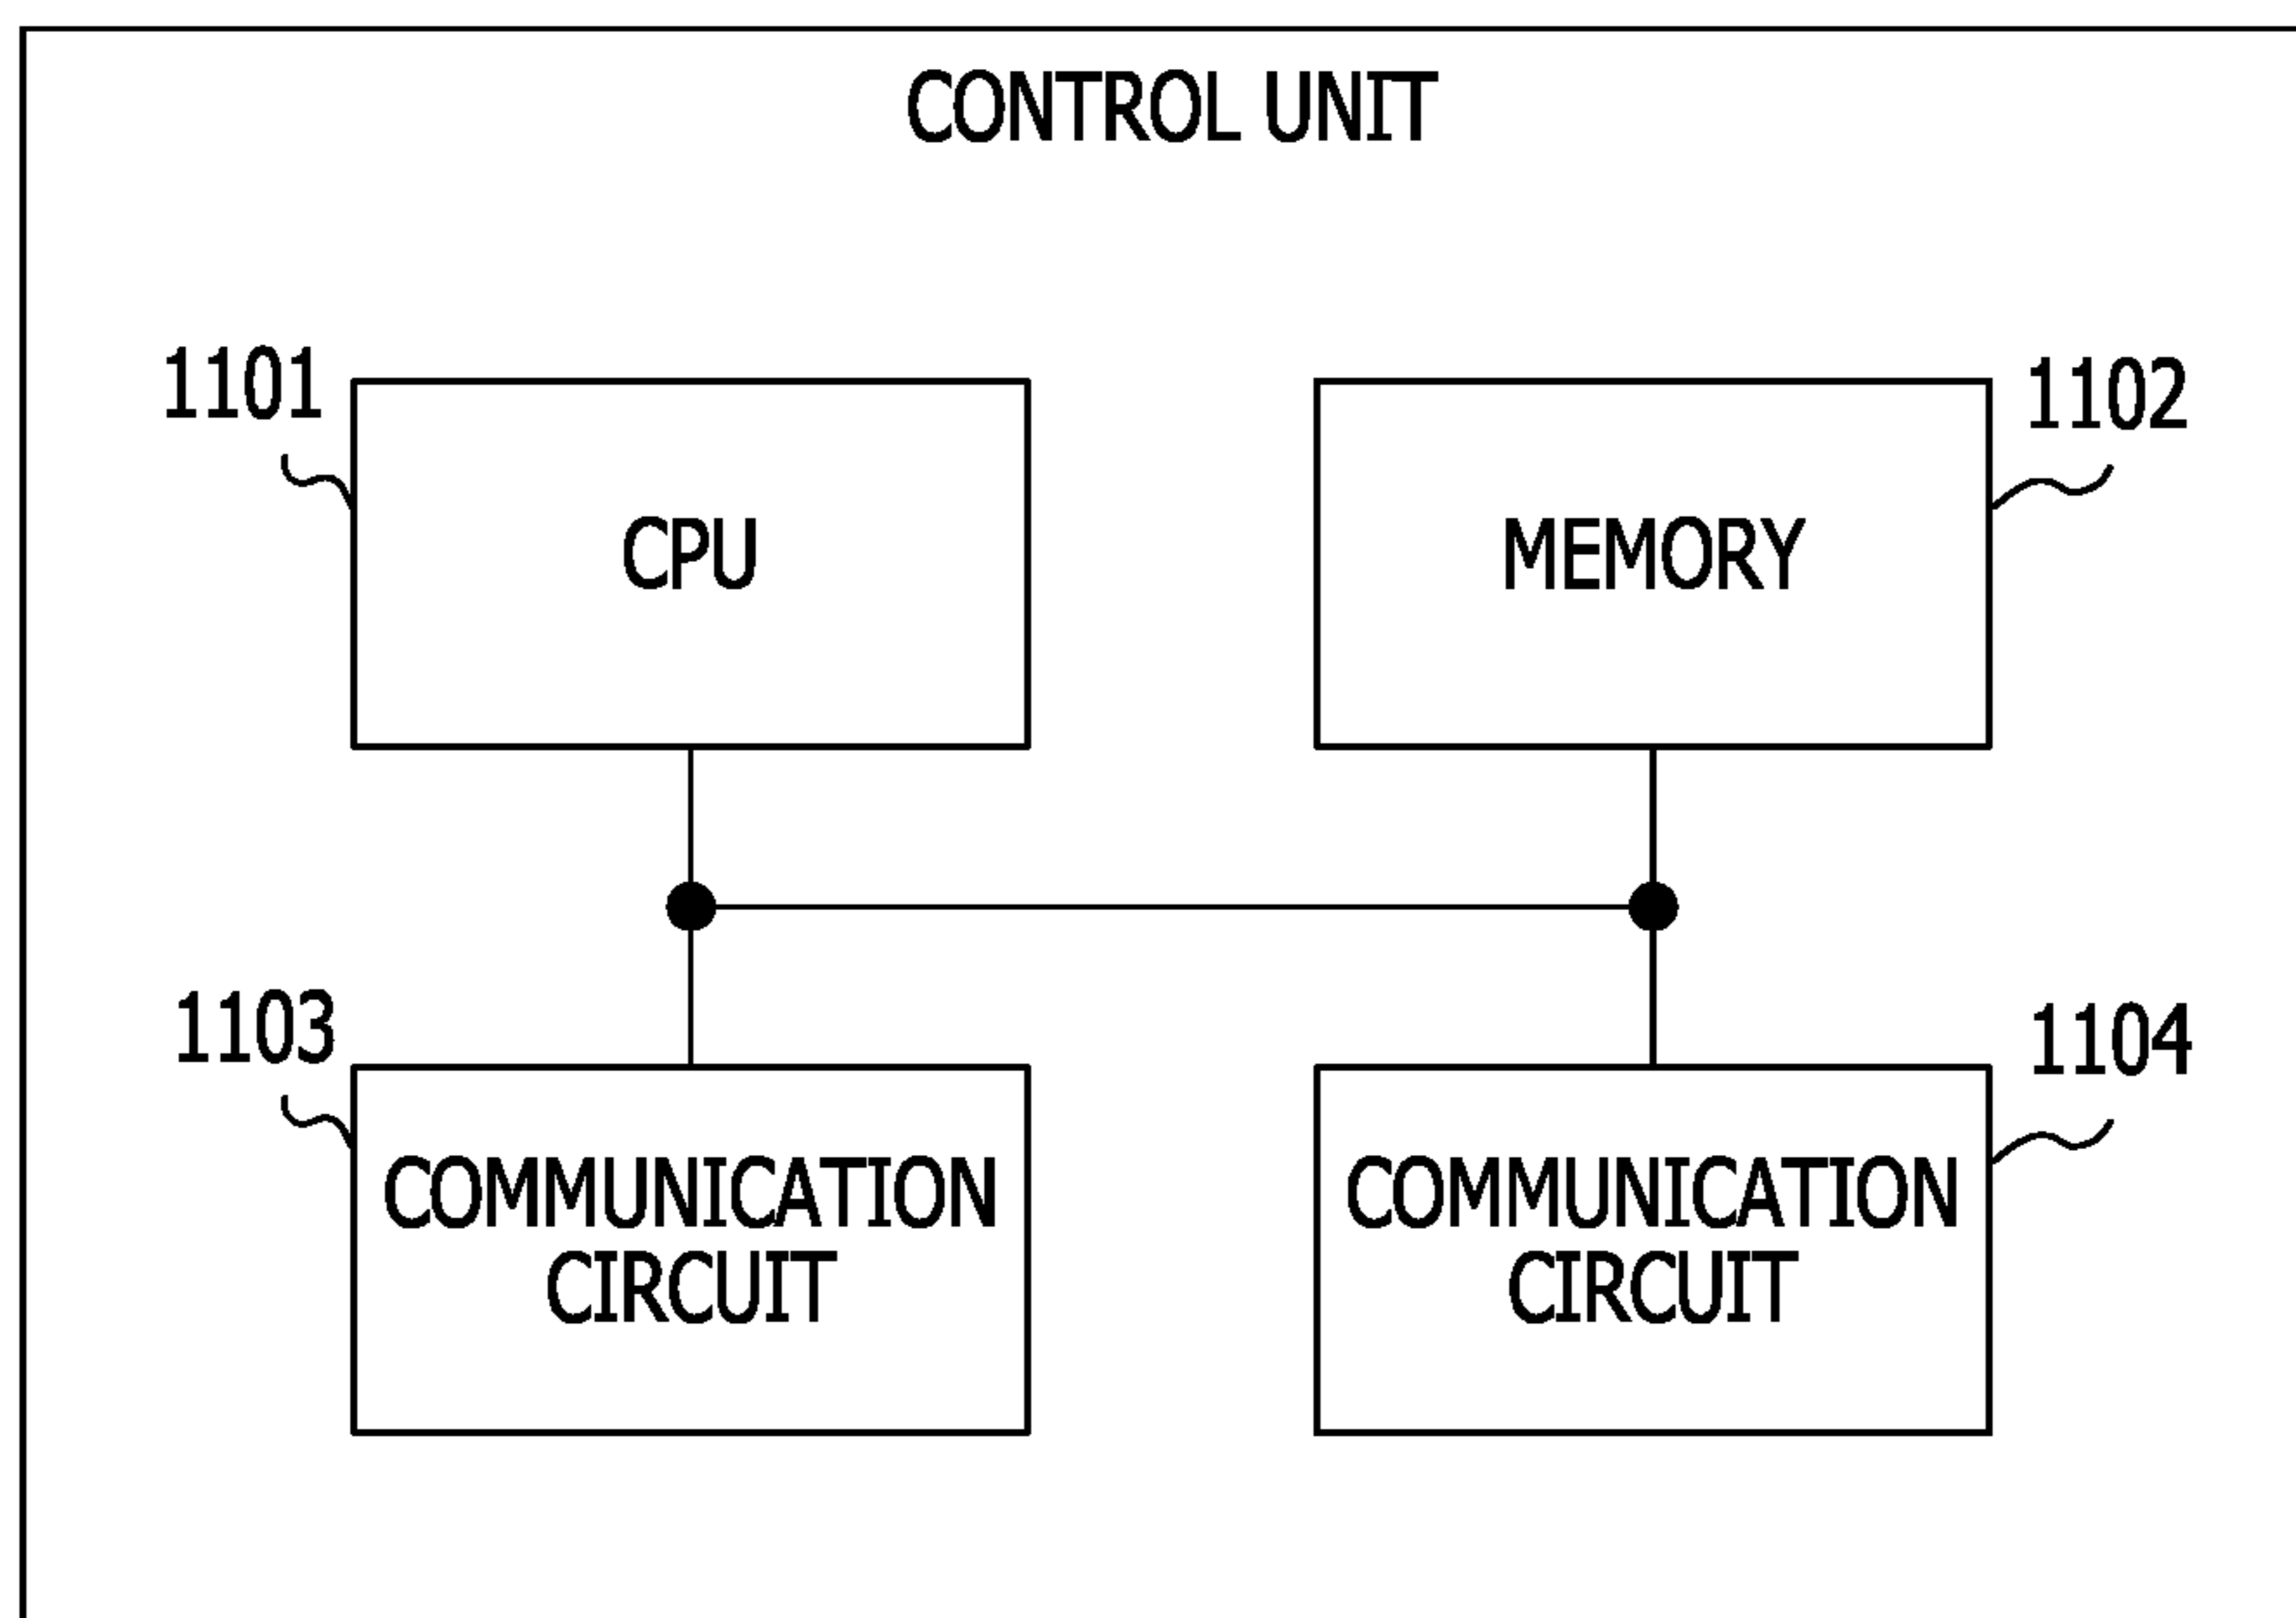 CONTROL UNIT
1101
1102
CPU
MEMORY
1103
1104
COMMUNICATION
CIRCUIT
COMMUNICATION
CIRCUIT